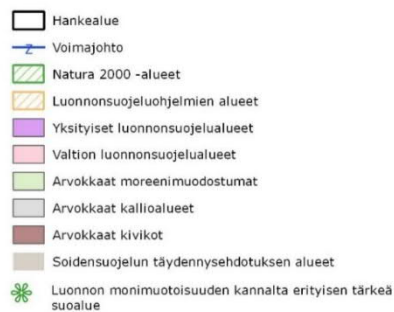 Hankealue
Voimajohto
Natura 2000 -alueet
Luonnonsuojeluohjelmien alueet
Yksityiset luonnonsuojelualueet
Valtion luonnonsuojelualueet
Arvokkaat moreenimuodostumat
Arvokkaat kallioalueet
Arvokkaat kivikot
Soidensuojelun täydennysehdotuksen alueet
Luonnon monimuotoisuuden kannalta erityisen tärkeä
suoalue